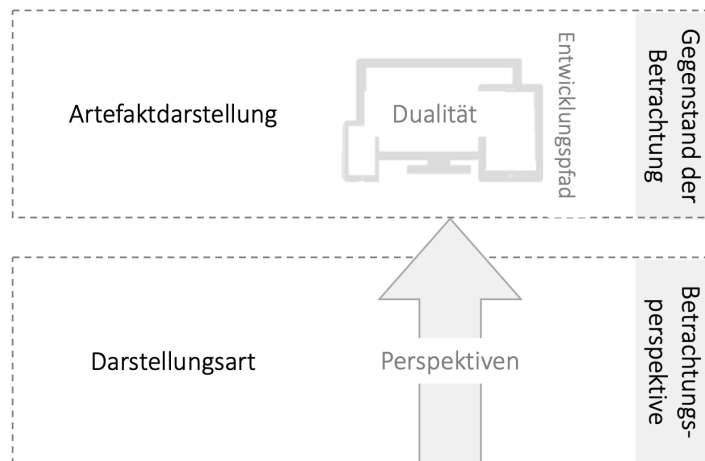 Artefaktdarstellung
Dualität
Entwicklungspfad
Gegenstand der
Betrachtung
Darstellungsart
Perspektiven
Betrachtungs-
perspektive